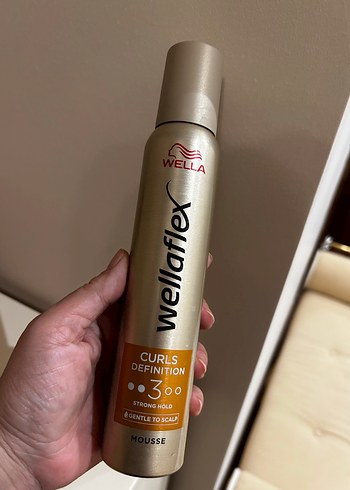 WELLA
wellaflex
CURLS
DEFINITION
3
STRONG HOLD
GENTLE TO SCALP
MOUSSE